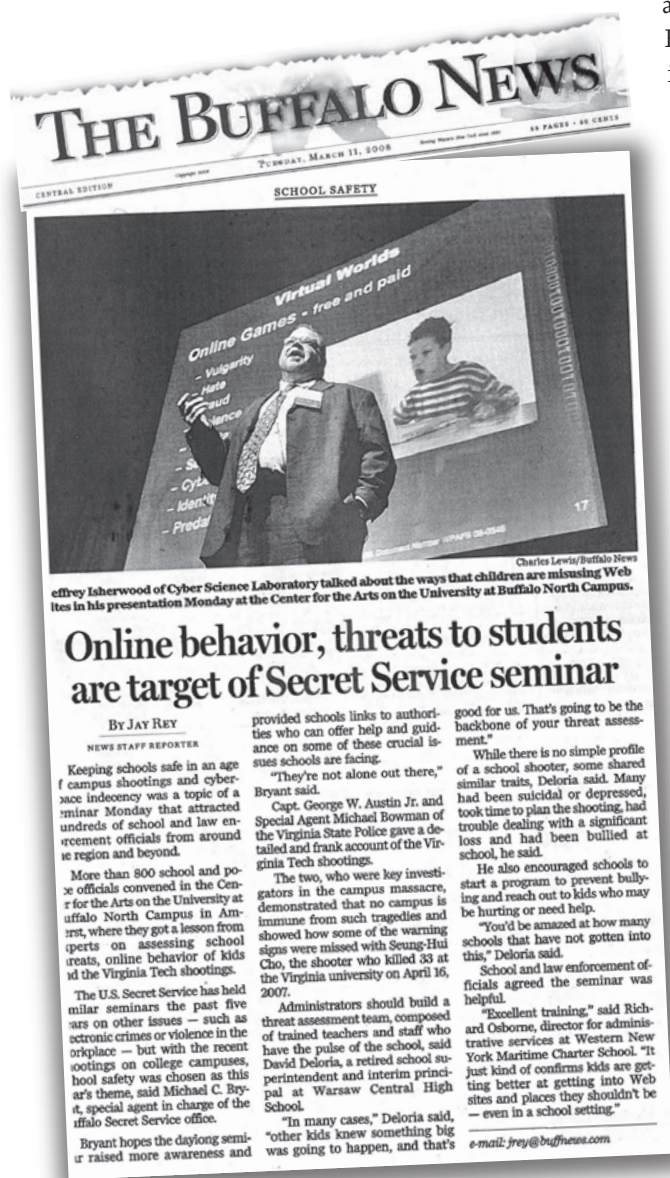 THE BUFFALO NEWS
CENTRAL EDITION
TUESDAY, MARCH 11, 2008
56 PAGES • 50 CENTS
SCHOOL SAFETY
Virtual Worlds
Online Games - free and paid
– Vulgarity
– Hate
– Identit
– Preda
17
Document Number WPAFB 08-0546
Charles Lewis/Buffalo News
effrey Isherwood of Cyber Science Laboratory talked about the ways that children are misusing Web
ites in his presentation Monday at the Center for the Arts on the University at Buffalo North Campus.
Online behavior, threats to students
are target of Secret Service seminar
BY JAY REY
NEWS STAFF REPORTER
Keeping schools safe in an age
f campus shootings and cyber-
pace indecency was a topic of a
eminar Monday that attracted
undreds of school and law en-
orcement officials from around
e region and beyond.
More than 800 school and po-
ce officials convened in the Cen-
r for the Arts on the University at
uffalo North Campus in Am-
rst, where they got a lesson from
xperts on assessing school
reats, online behavior of kids
d the Virginia Tech shootings.
The U.S. Secret Service has held
milar seminars the past five
ars on other issues — such as
ectronic crimes or violence in the
orkplace — but with the recent
ootings on college campuses,
hool safety was chosen as this
ar's theme, said Michael C. Bry-
t, special agent in charge of the
uffalo Secret Service office.
Bryant hopes the daylong semi-
r raised more awareness and
provided schools links to authori-
ties who can offer help and guid-
ance on some of these crucial is-
sues schools are facing.
"They're not alone out there,"
Bryant said.
Capt. George W. Austin Jr. and
Special Agent Michael Bowman of
the Virginia State Police gave a de-
tailed and frank account of the Vir-
ginia Tech shootings.
The two, who were key investi-
gators in the campus massacre,
demonstrated that no campus is
immune from such tragedies and
showed how some of the warning
signs were missed with Seung-Hui
Cho, the shooter who killed 33 at
the Virginia university on April 16,
2007.
Administrators should build a
threat assessment team, composed
of trained teachers and staff who
have the pulse of the school, said
David Deloria, a retired school su-
perintendent and interim princi-
pal at Warsaw Central High
School.
"In many cases," Deloria said,
"other kids knew something big
was going to happen, and that's
good for us. That's going to be the
backbone of your threat assess-
ment."
While there is no simple profile
of a school shooter, some shared
similar traits, Deloria said. Many
had been suicidal or depressed,
took time to plan the shooting, had
trouble dealing with a significant
loss and had been bullied at
school, he said.
He also encouraged schools to
start a program to prevent bully-
ing and reach out to kids who may
be hurting or need help.
"You'd be amazed at how many
schools that have not gotten into
this," Deloria said.
School and law enforcement of-
ficials agreed the seminar was
helpful.
"Excellent training," said Rich-
ard Osborne, director for adminis-
trative services at Western New
York Maritime Charter School. "It
just kind of confirms kids are get-
ting better at getting into Web
sites and places they shouldn't be
— even in a school setting."
e-mail: jrey@buffnews.com